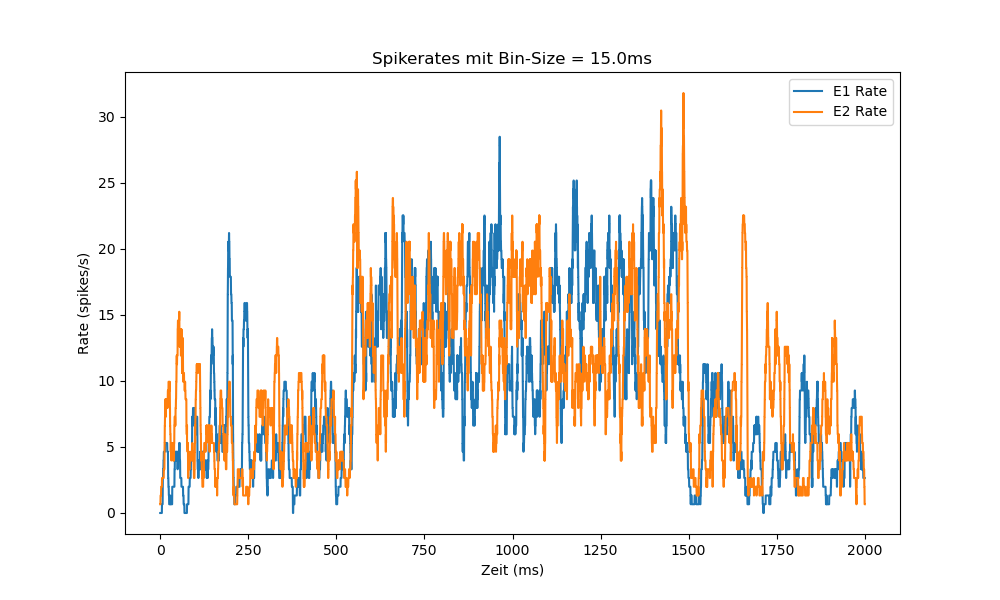 Spikerates mit Bin-Size = 15.0ms
E1 Rate
E2 Rate
30
25
20
15
10
5
0
Rate (spikes/s)
0 250 500 750 1000 1250 1500 1750 2000
Zeit (ms)